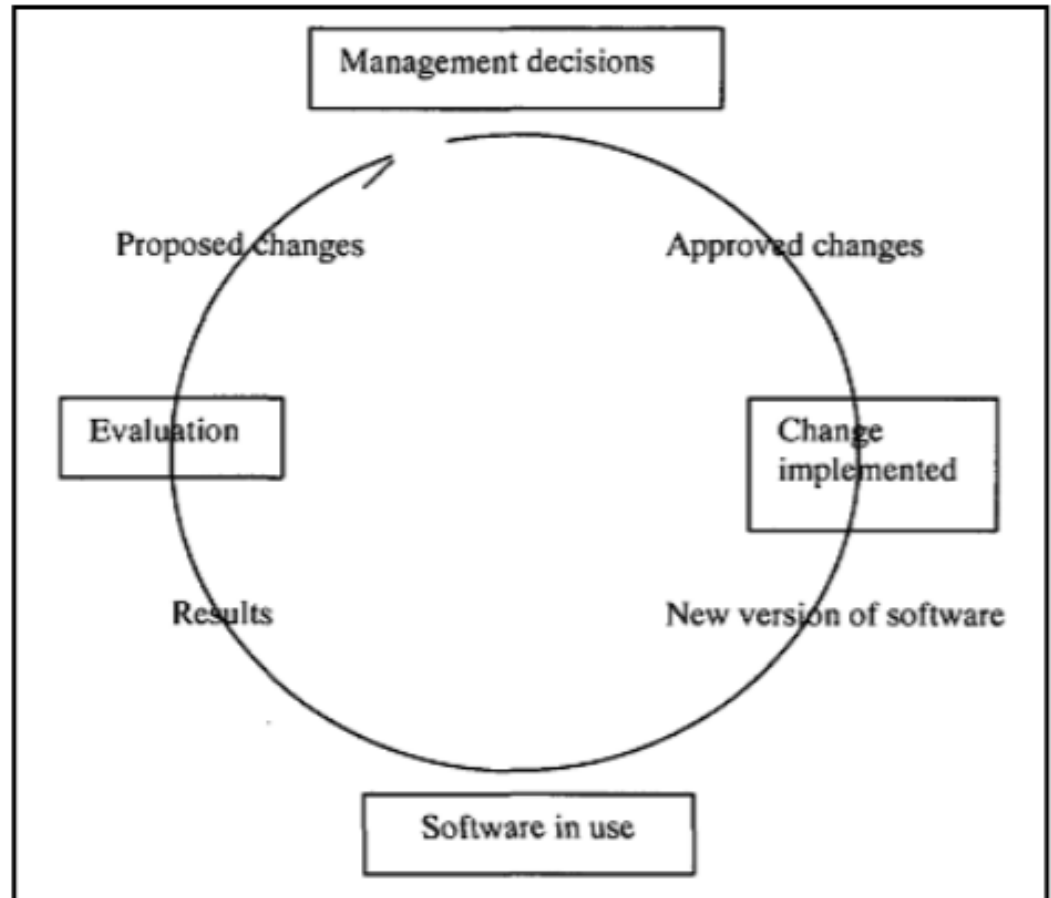 Management decisions
Proposed changes
Approved changes
Evaluation
Change
implemented
Results
New version of software
Software in use